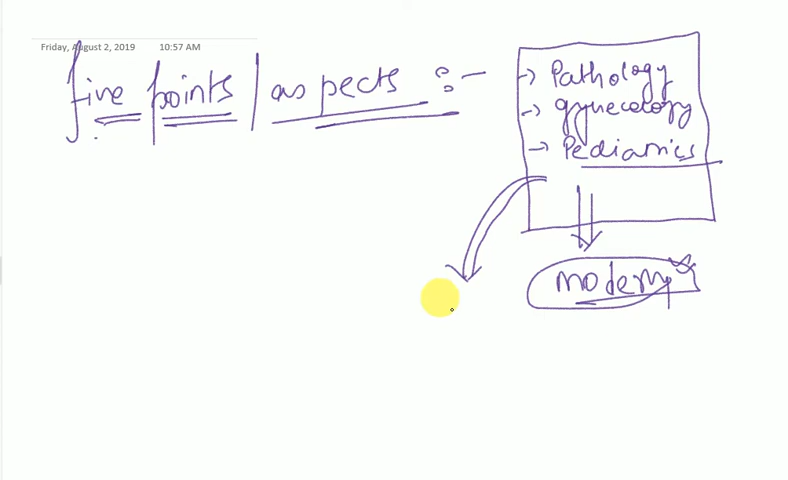 Friday, August 2, 2019 10:57 AM
five points | aspects :-
→ Pathology
→ Gynecology
→ Pediatrics
modern